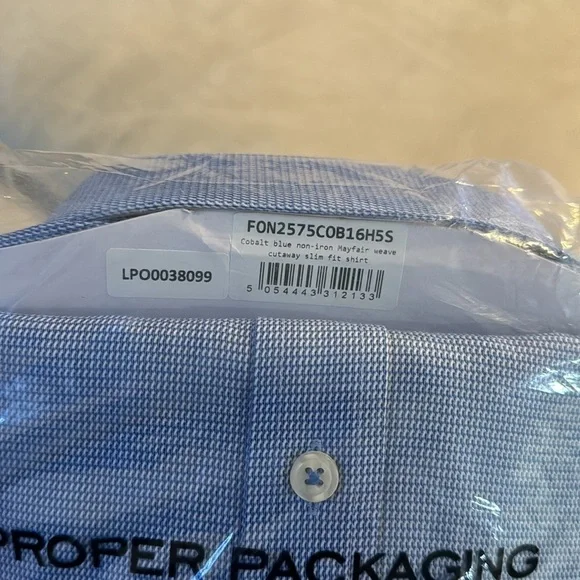 FON2575COB16H5S
Cobalt blue non-iron Mayfair weave
cutaway slim fit shirt
LPO0038099
5 054443 312133
PROPER PACKAGING